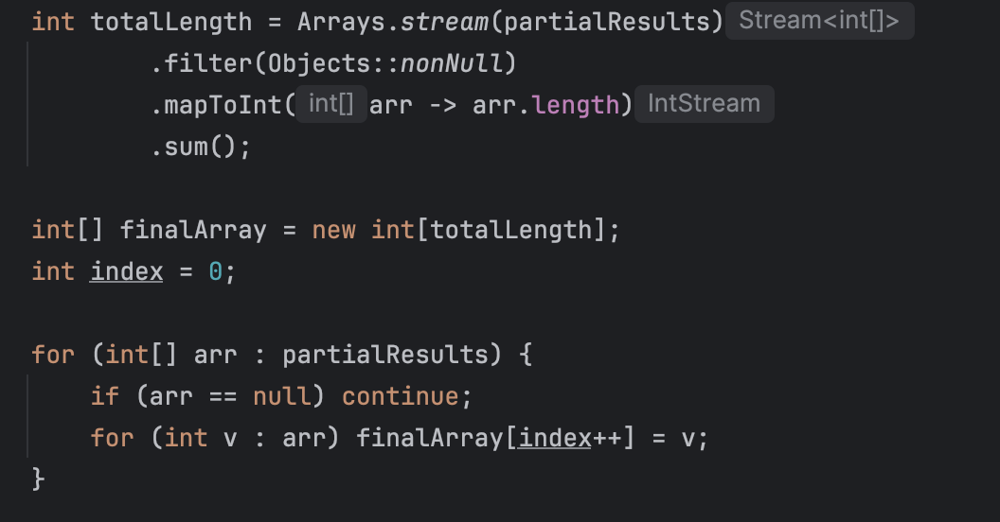 int totalLength = Arrays.stream(partialResults) Stream<int[]>
.filter(Objects::nonNull)
.mapToInt( int[] arr -> arr.length) IntStream
.sum();
int[] finalArray = new int[totalLength];
int index = 0;
for (int[] arr : partialResults) {
if (arr == null) continue;
for (int v : arr) finalArray[index++] = v;
}